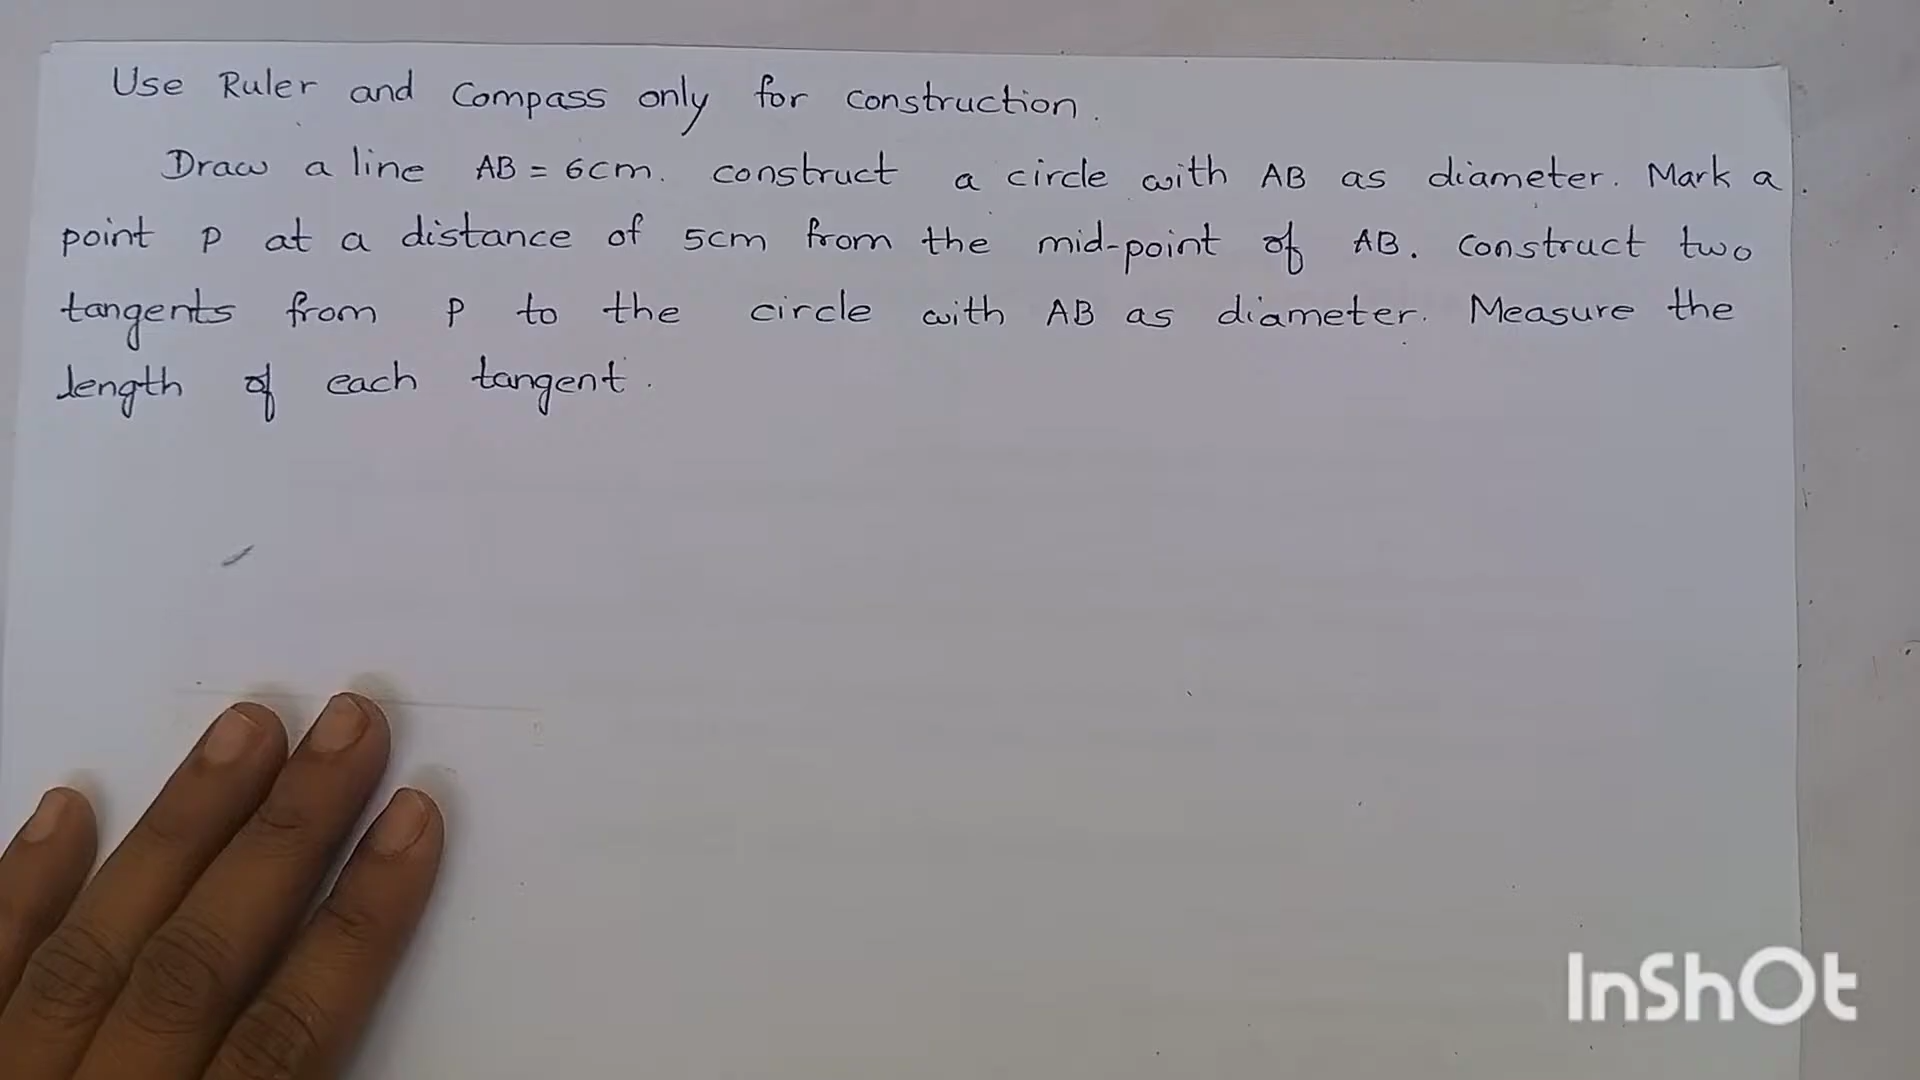 Use Ruler and Compass only for construction.
Draw a line AB = 6cm. construct a circle with AB as diameter. Mark a
point P at a distance of 5cm from the mid-point of AB. construct two
tangents from P to the circle with AB as diameter. Measure the
length of each tangent.
InShOt